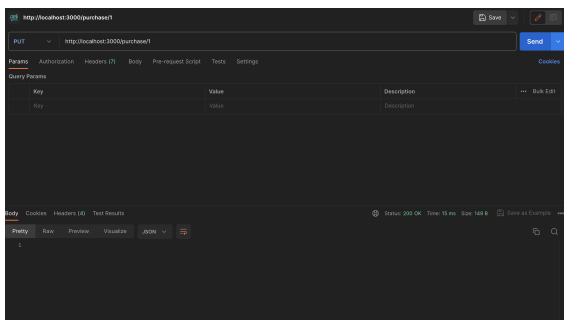 http://localhost:3000/purchase/1
Save
PUT
http://localhost:3000/purchase/1
Send
Params Authorization Headers (7) Body Pre-request Script Tests Settings
Cookies
Query Params
Key Value Description
Bulk Edit
Key Value Description
Body Cookies Headers (4) Test Results
Status: 200 OK Time: 15 ms Size: 149 B
Save as Example
Pretty Raw Preview Visualize JSON
1